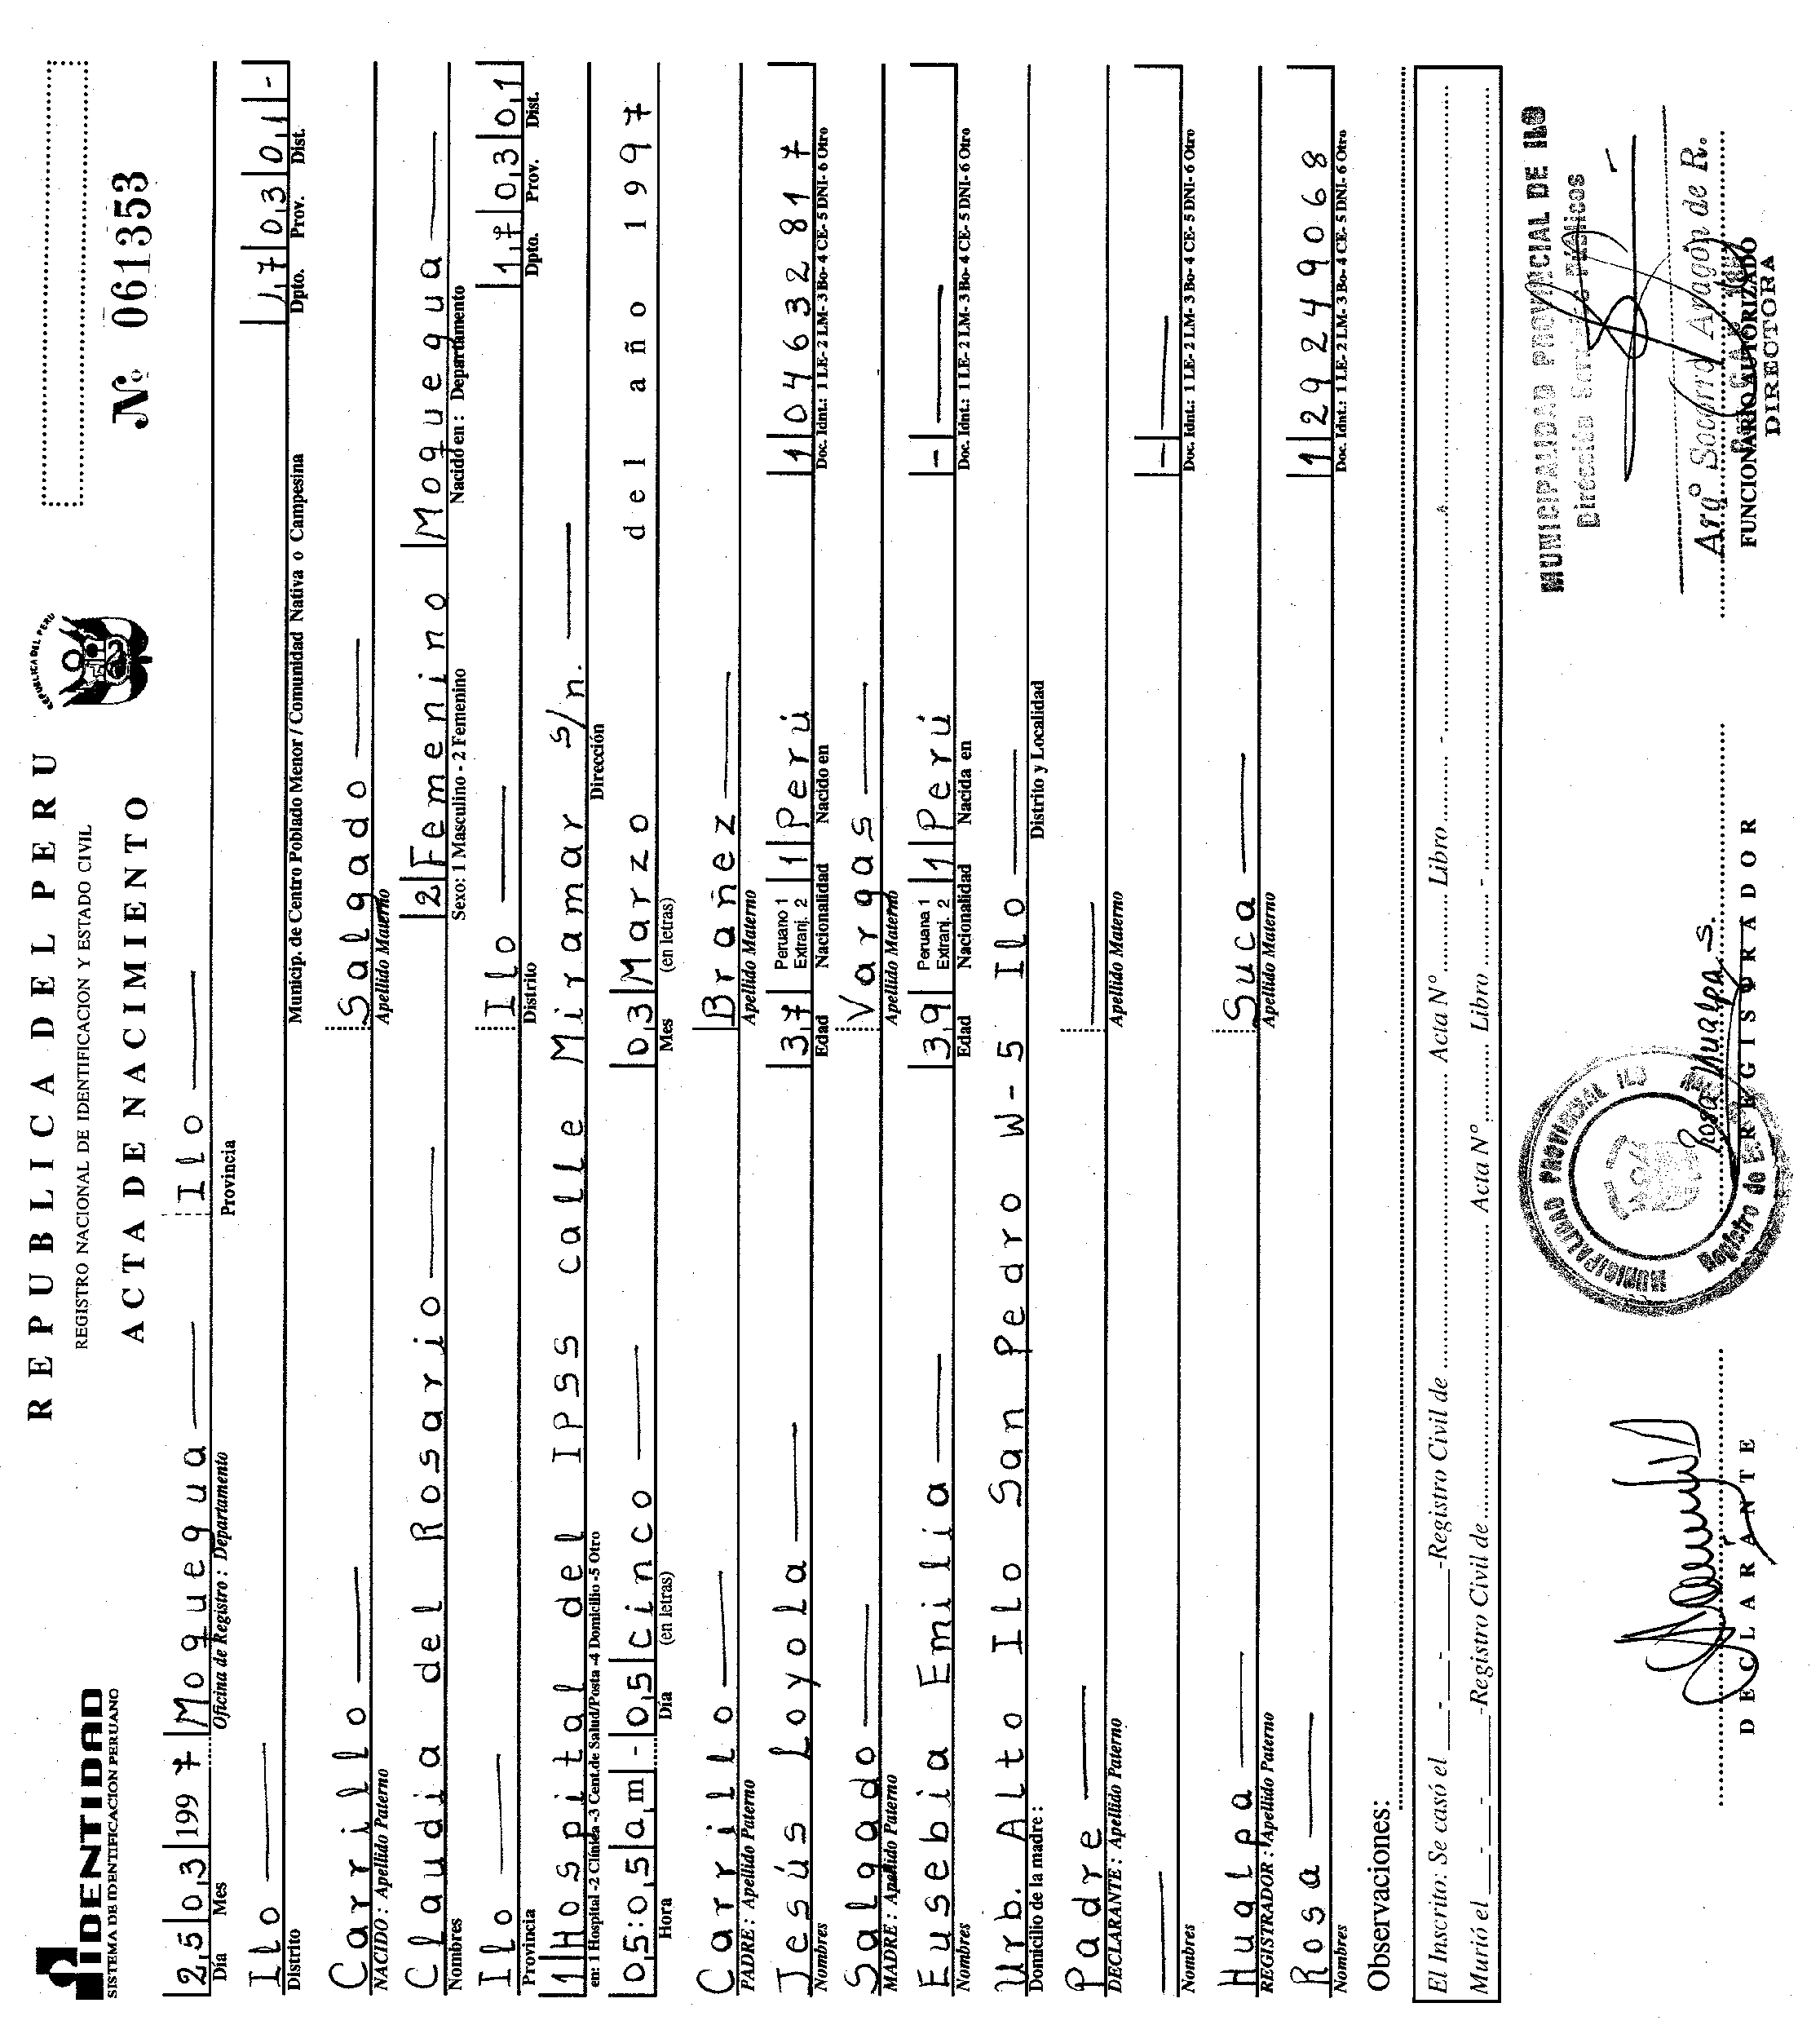 IDENTIDAD
SISTEMA DE IDENTIFICACION PERUANO
REPUBLICA DEL PERU
REGISTRO NACIONAL DE IDENTIFICACION Y ESTADO CIVIL
ACTA DE NACIMIENTO
REPUBLICA DEL PERU
Nº 061353
25 03 1997 Moquegua Ilo
Día Mes Oficina de Registro : Departamento Provincia
Ilo 17 03 01 -
Distrito Municip. de Centro Poblado Menor / Comunidad Nativa o Campesina Dpto. Prov. Dist.
Carrillo Salgado
NACIDO : Apellido Paterno Apellido Materno
Claudia del Rosario 2 Femenino Moquegua
Nombres Sexo: 1 Masculino - 2 Femenino Nacido en : Departamento
Ilo Ilo 17 03 01
Provincia Distrito Dpto. Prov. Dist.
1 Hospital del IPSS calle Miramar s/n.
en: 1 Hospital -2 Clínica -3 Cent.de Salud/Posta -4 Domicilio -5 Otro Dirección
05:05 a,m - 05 cinco 03 Marzo del año 1997
Hora Día (en letras) Mes (en letras)
Carrillo Brañez
PADRE : Apellido Paterno Apellido Materno
Jesús Loyola 37 Peruano 1 Extranj. 2 1 Perú 1 04632817
Nombres Edad Nacionalidad Nacido en Doc. Idnt.: 1 LE- 2 LM- 3 Bo- 4 CE- 5 DNI- 6 Otro
Salgado Vargas
MADRE : Apellido Paterno Apellido Materno
Eusebia Emilia 39 Peruana 1 Extranj. 2 1 Perú -
Nombres Edad Nacionalidad Nacida en Doc. Idnt.: 1 LE- 2 LM- 3 Bo- 4 CE- 5 DNI- 6 Otro
Urb. Alto Ilo San Pedro W-5 Ilo
Domicilio de la madre : Distrito y Localidad
Padre
DECLARANTE : Apellido Paterno Apellido Materno
-
Nombres Doc. Idnt.: 1 LE- 2 LM- 3 Bo- 4 CE- 5 DNI- 6 Otro
Hualpa Suca
REGISTRADOR : Apellido Paterno Apellido Materno
Rosa 1 29249068
Nombres Doc. Idnt.: 1 LE- 2 LM- 3 Bo- 4 CE- 5 DNI- 6 Otro
Observaciones:
El Inscrito: Se casó el - - -Registro Civil de Acta Nº Libro -
Murió el - - -Registro Civil de Acta Nº Libro -
MUNICIPALIDAD PROVINCIAL DE ILO
Dirección Servicios Públicos
MUNICIPALIDAD PROVINCIAL ILO
Registro de
Rosa Hualpa S.
Arqº Socorro Aragón de R.
DECLARANTE REGISTRADOR FUNCIONARIO AUTORIZADO
DIRECTORA